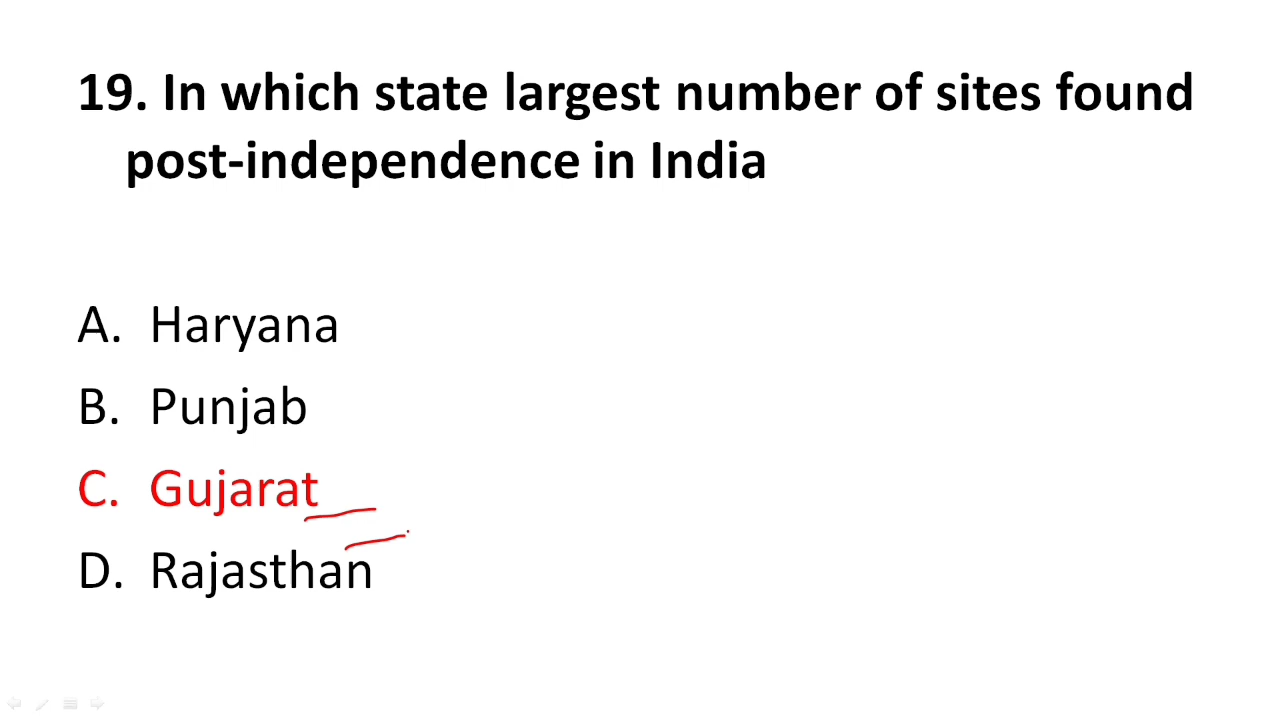 19. In which state largest number of sites found
post-independence in India
A. Haryana
B. Punjab
C. Gujarat
D. Rajasthan